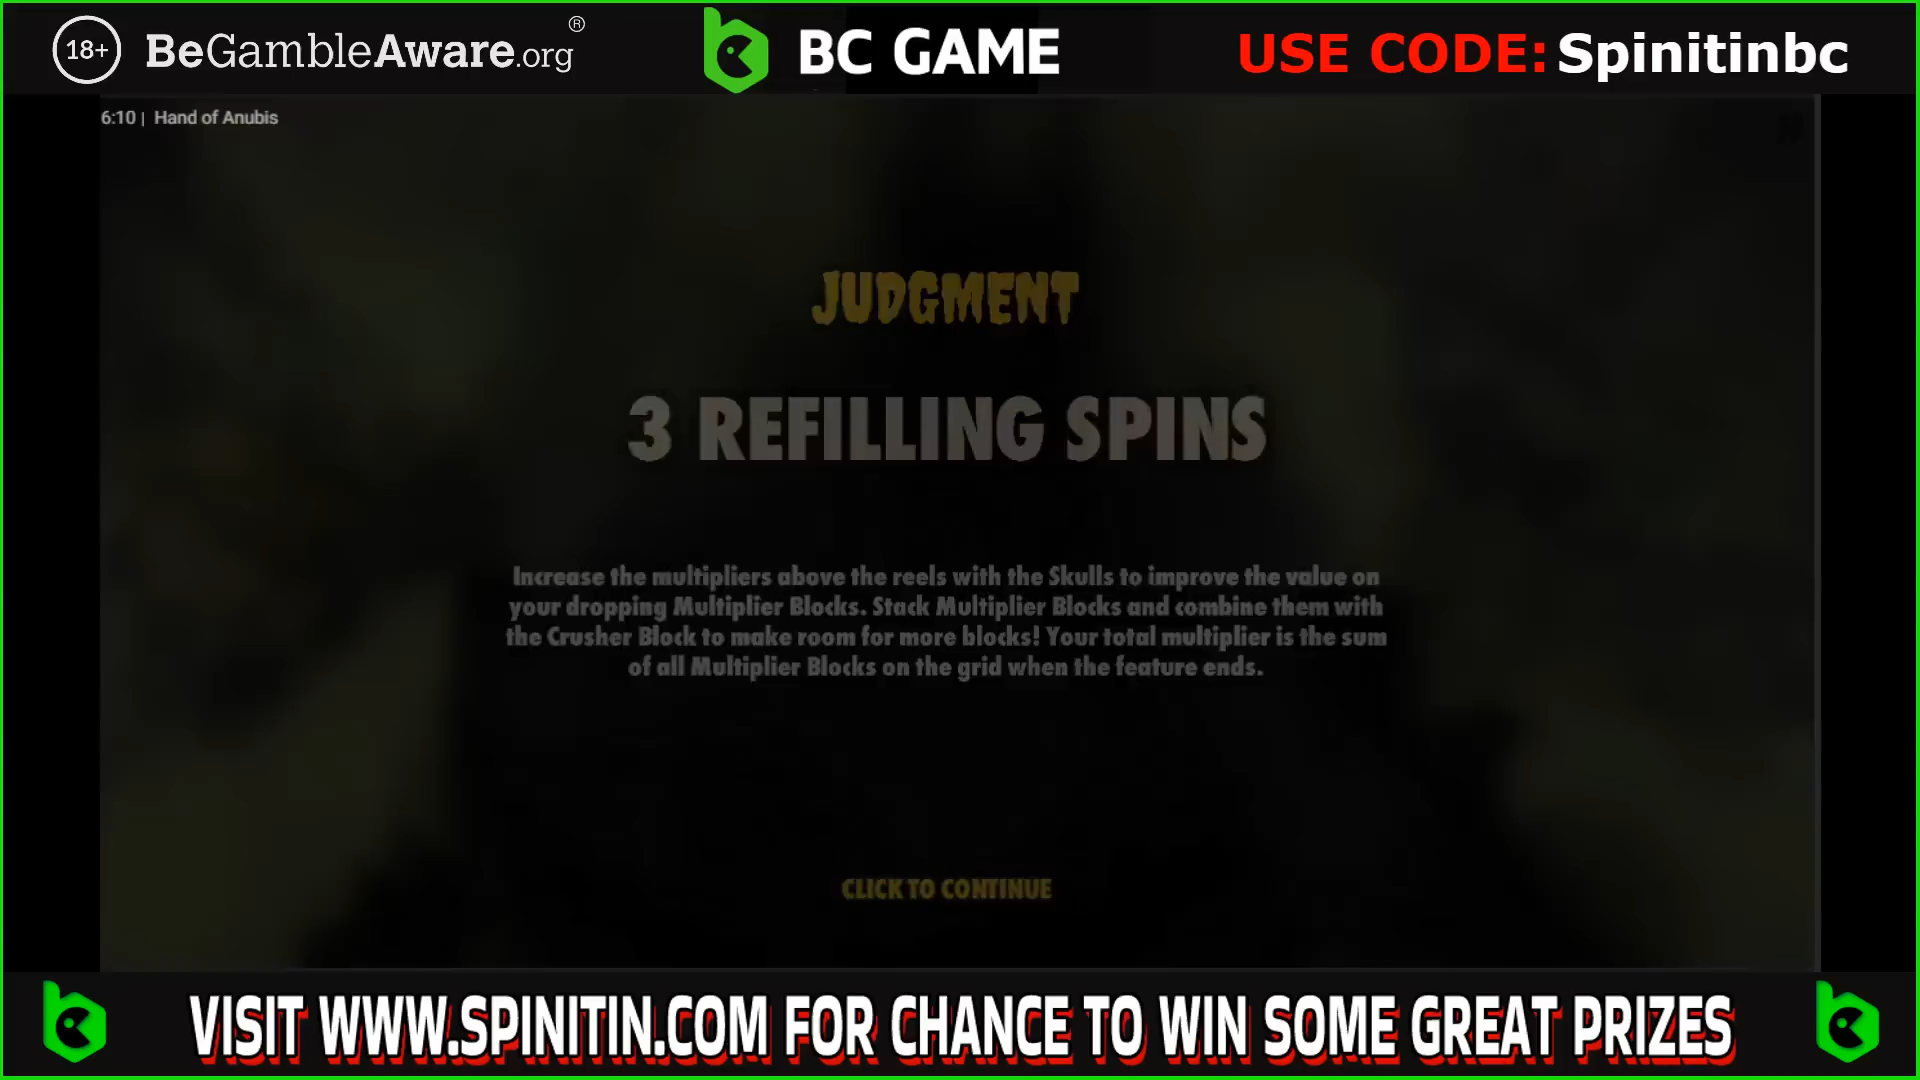 18+ BeGambleAware.org®
BC GAME
USE CODE: Spinitinbc
6:10 | Hand of Anubis
JUDGMENT
3 REFILLING SPINS
Increase the multipliers above the reels with the Skulls to improve the value on
your dropping Multiplier Blocks. Stack Multiplier Blocks and combine them with
the Crusher Block to make room for more blocks! Your total multiplier is the sum
of all Multiplier Blocks on the grid when the feature ends.
CLICK TO CONTINUE
VISIT WWW.SPINITIN.COM FOR CHANCE TO WIN SOME GREAT PRIZES